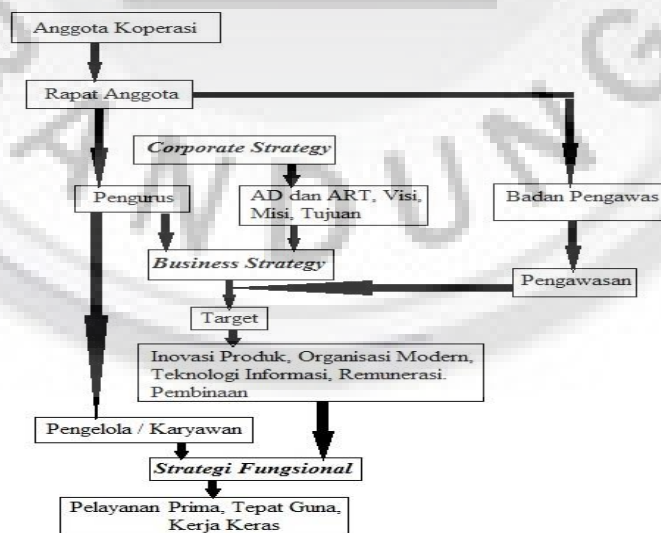 Anggota Koperasi
Rapat Anggota
Corporate Strategy
Pengurus
AD dan ART, Visi,
Misi, Tujuan
Badan Pengawas
Business Strategy
Pengawasan
Target
Inovasi Produk, Organisasi Modern,
Teknologi Informasi, Remunerasi.
Pembinaan
Pengelola / Karyawan
Strategi Fungsional
Pelayanan Prima, Tepat Guna,
Kerja Keras